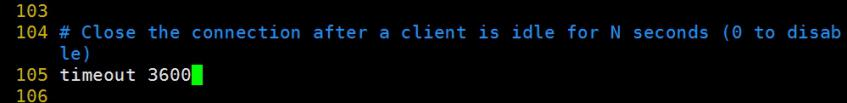 103
104 # Close the connection after a client is idle for N seconds (0 to disab
le)
105 timeout 3600
106